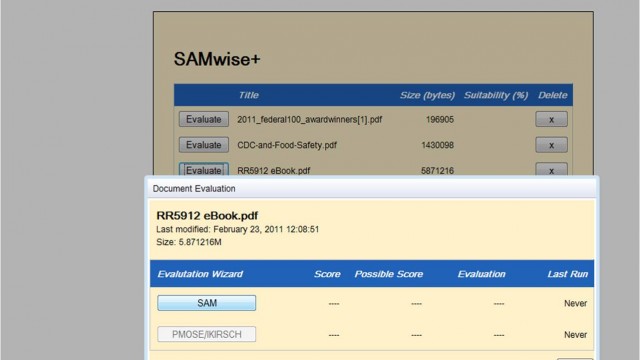 SAMwise+
Title Size (bytes) Suitability (%) Delete
Evaluate 2011_federal100_awardwinners[1].pdf 196905 x
Evaluate CDC-and-Food-Safety.pdf 1430098 x
Evaluate RR5912 eBook.pdf 5871216 x
Document Evaluation
RR5912 eBook.pdf
Last modified: February 23, 2011 12:08:51
Size: 5.871216M
Evalutation Wizard Score Possible Score Evaluation Last Run
SAM ---- ---- ---- Never
PMOSE/IKIRSCH ---- ---- ---- Never